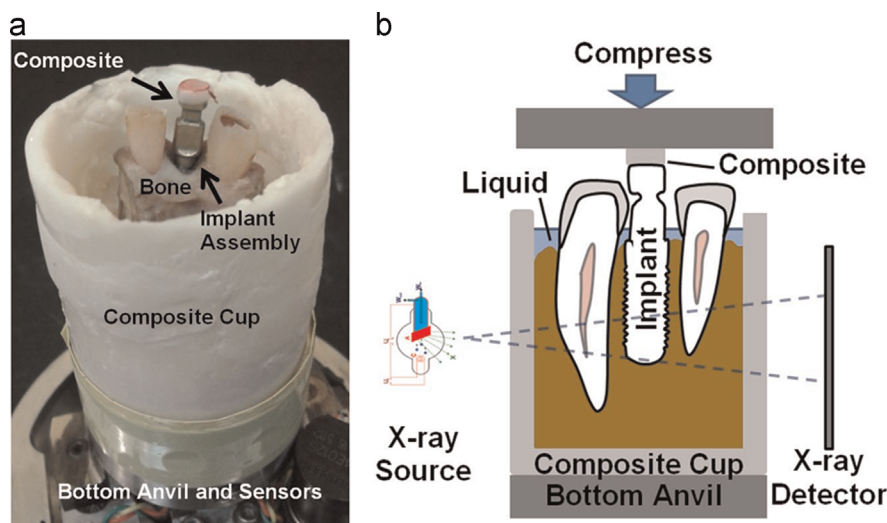 a
Composite
Bone
Implant
Assembly
Composite Cup
Bottom Anvil and Sensors
b
Compress
Composite
Liquid
Implant
X-ray
Source
Composite Cup
Bottom Anvil
X-ray
Detector